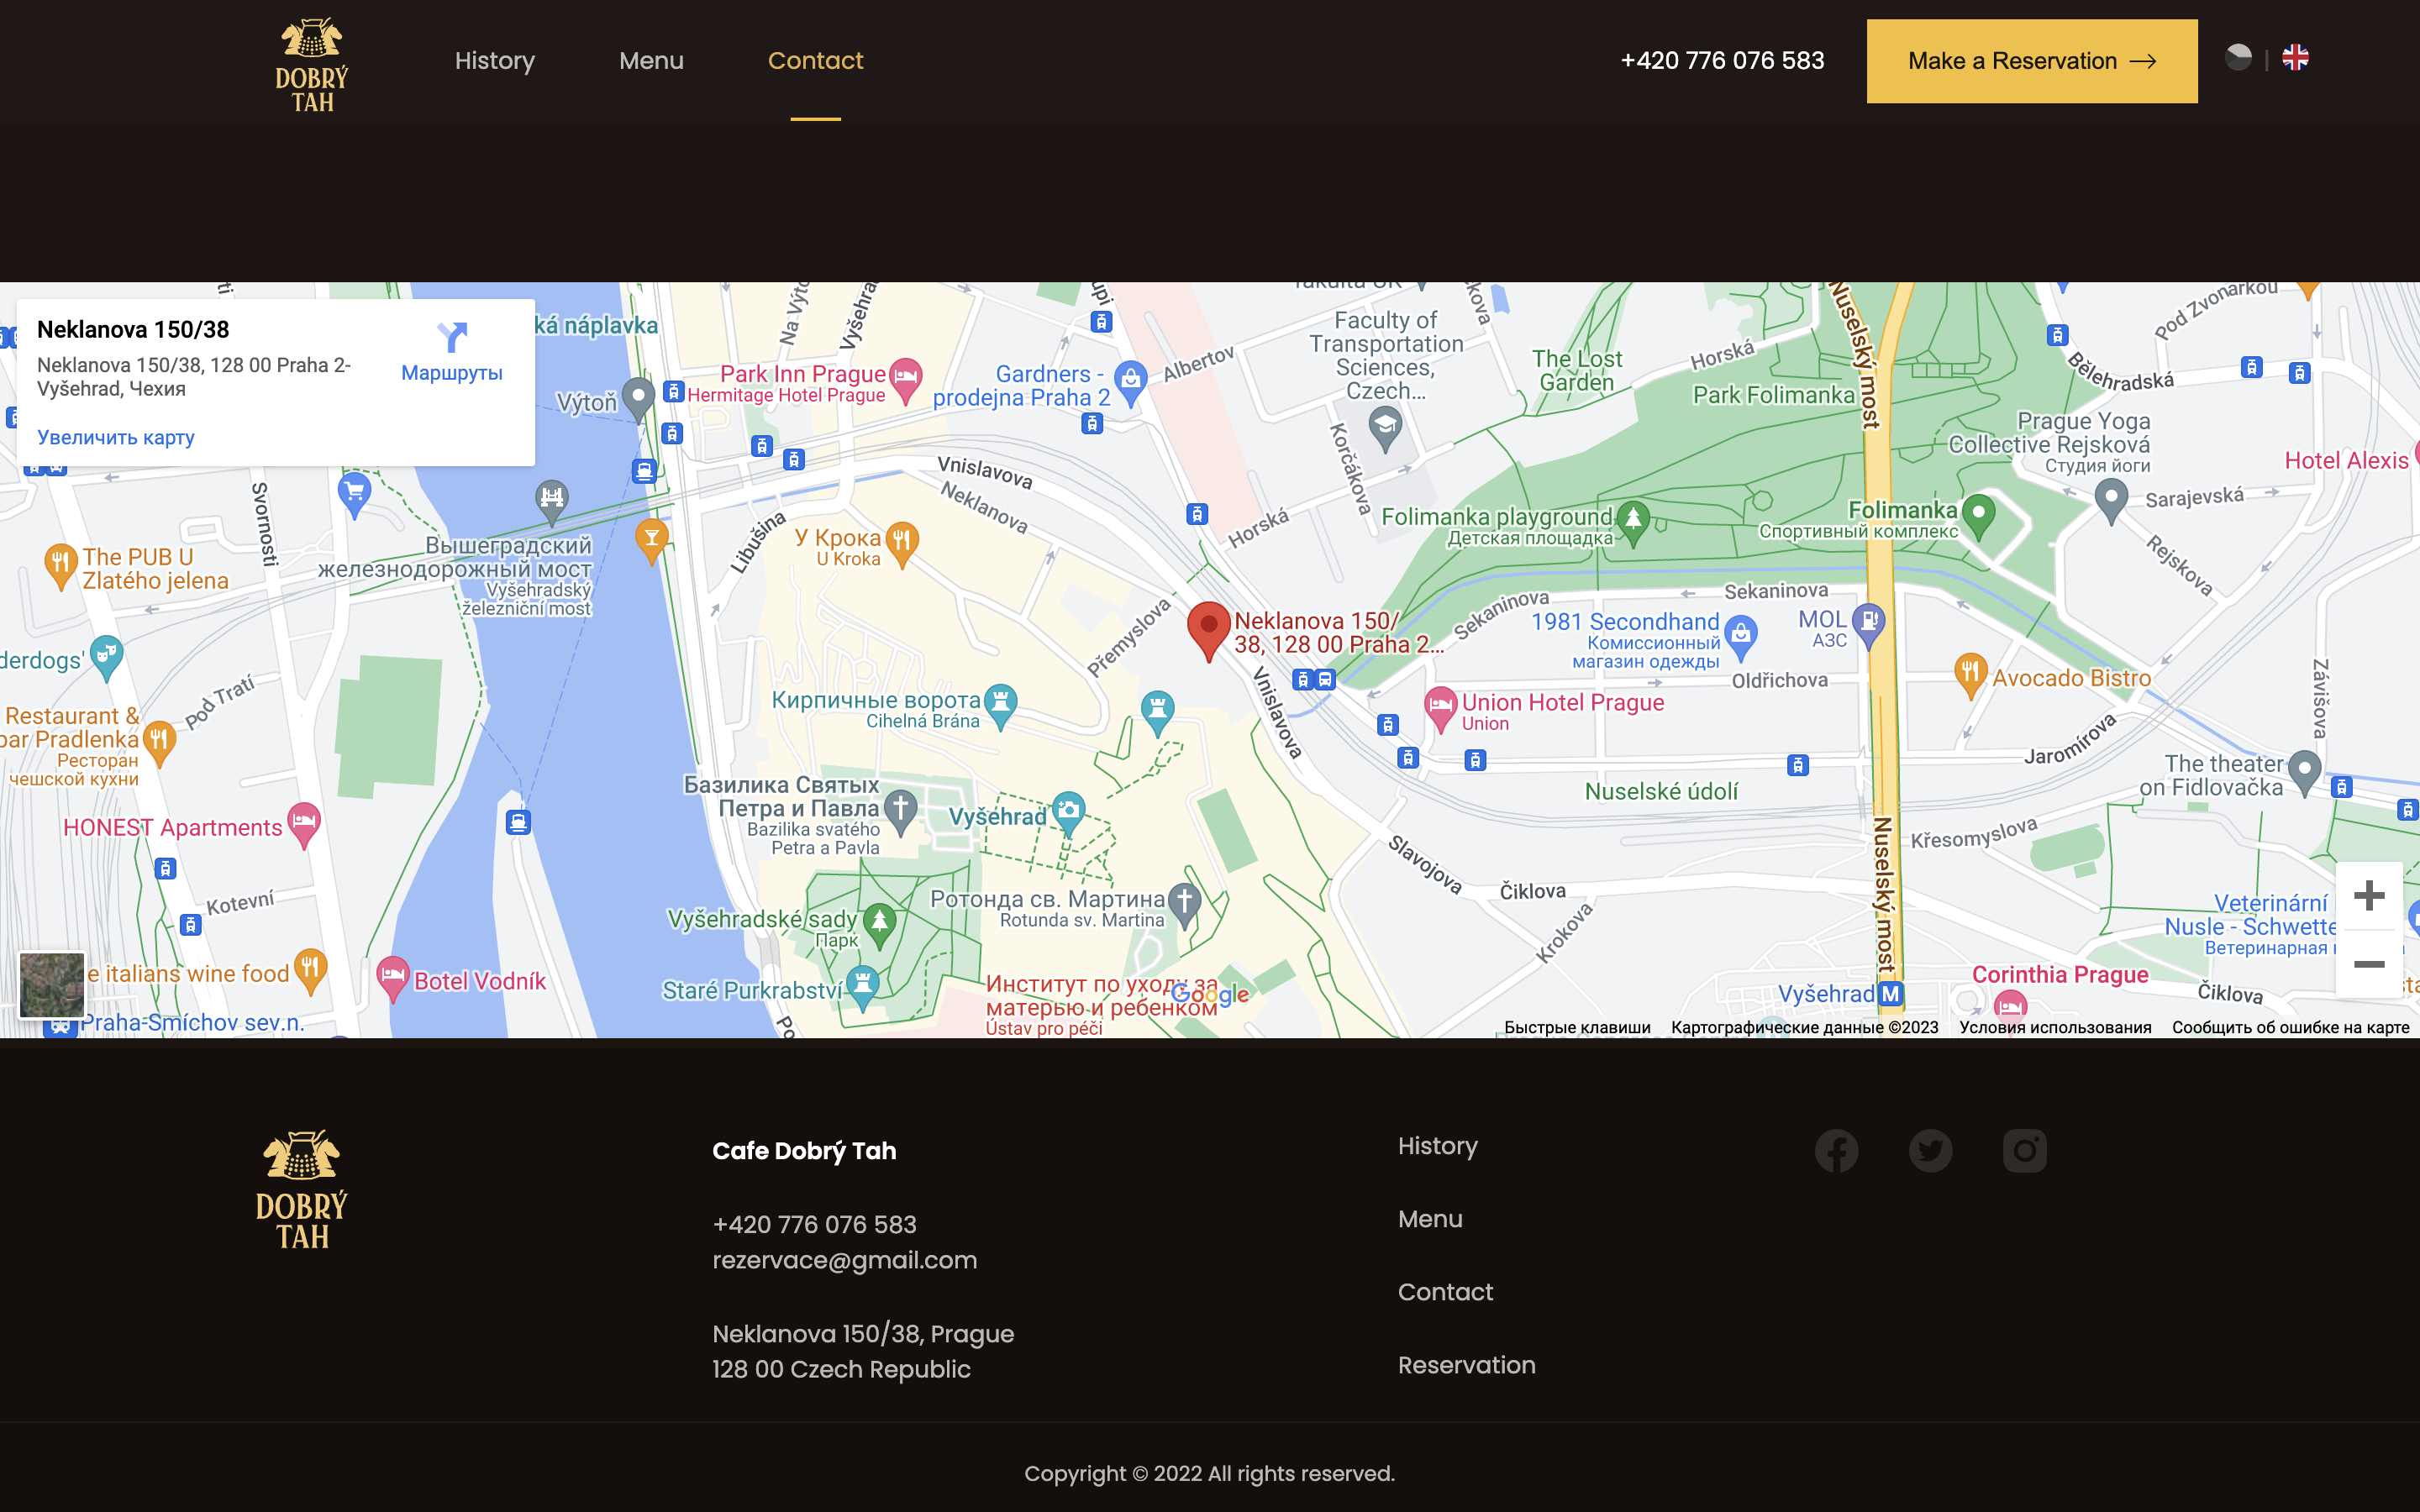 DOBRÝ
TAH
History
Menu
Contact
+420 776 076 583
Make a Reservation
Neklanova 150/38
Neklanova 150/38, 128 00 Praha 2-
Vyšehrad, Чехия
Маршруты
Увеличить карту
ká náplavka
Na Výto
Vyšehrad
Výtoň
Park Inn Prague
Hermitage Hotel Prague
Gardners -
prodejna Praha 2
Albertov
Faculty of
Transportation
Sciences,
Czech...
The Lost
Garden
Horská
Park Folimanka
Nuselský most
Bělehradská
Pod Zvonařkou
Prague Yoga
Collective Rejsková
Студия йоги
Hotel Alexis
Sarajevská
Rejskova
Svornosti
Vnislavova
Neklanova
Korčákova
Horská
Folimanka playground
Детская площадка
Folimanka
Спортивный комплекс
The PUB U
Zlatého jelena
Вышеградский
железнодорожный мост
Vyšehradský
železniční most
Libušina
У Крока
U Kroka
Přemyslova
Neklanova 150/
38, 128 00 Praha 2...
Sekaninova
Sekaninova
1981 Secondhand
Комиссионный
магазин одежды
MOL
АЗС
Oldřichova
Avocado Bistro
Závišova
derdogs'
Pod Tratí
Restaurant &
bar Pradlenka
Ресторан
чешской кухни
Кирпичные ворота
Cihelná Brána
Vnislavova
Union Hotel Prague
Union
Jaromírova
The theater
on Fidlovačka
Nuselské údolí
HONEST Apartments
Базилика Святых
Петра и Павла
Bazilika svatého
Petra a Pavla
Vyšehrad
Slavojova
Čiklova
Nuselský most
Křesomyslova
Kotevní
Vyšehradské sady
Парк
Ротонда св. Мартина
Rotunda sv. Martina
Krokova
Veterinární
Nusle - Schwette
Ветеринарная
e italians wine food
Botel Vodník
Staré Purkrabství
Институт по уходу за
матерью и ребенком
Ústav pro péči
Google
Vyšehrad
M
Corinthia Prague
Čiklova
Praha-Smíchov sev.n.
Быстрые клавиши
Картографические данные ©2023
Условия использования
Сообщить об ошибке на карте
DOBRÝ
TAH
Cafe Dobrý Tah
+420 776 076 583
rezervace@gmail.com
Neklanova 150/38, Prague
128 00 Czech Republic
History
Menu
Contact
Reservation
Copyright © 2022 All rights reserved.